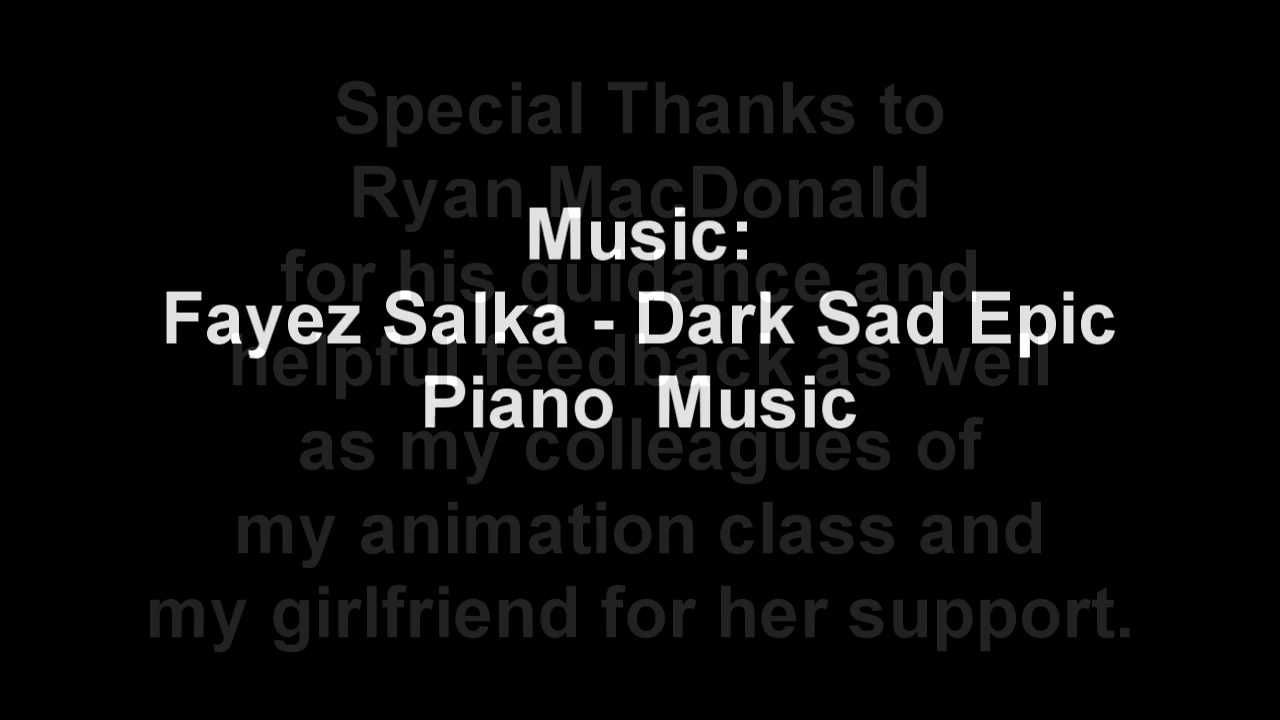 Special Thanks to
Ryan MacDonald
for his guidance and
helpful feedback as well
as my colleagues of
my animation class and
my girlfriend for her support.
Music:
Fayez Salka - Dark Sad Epic
Piano  Music